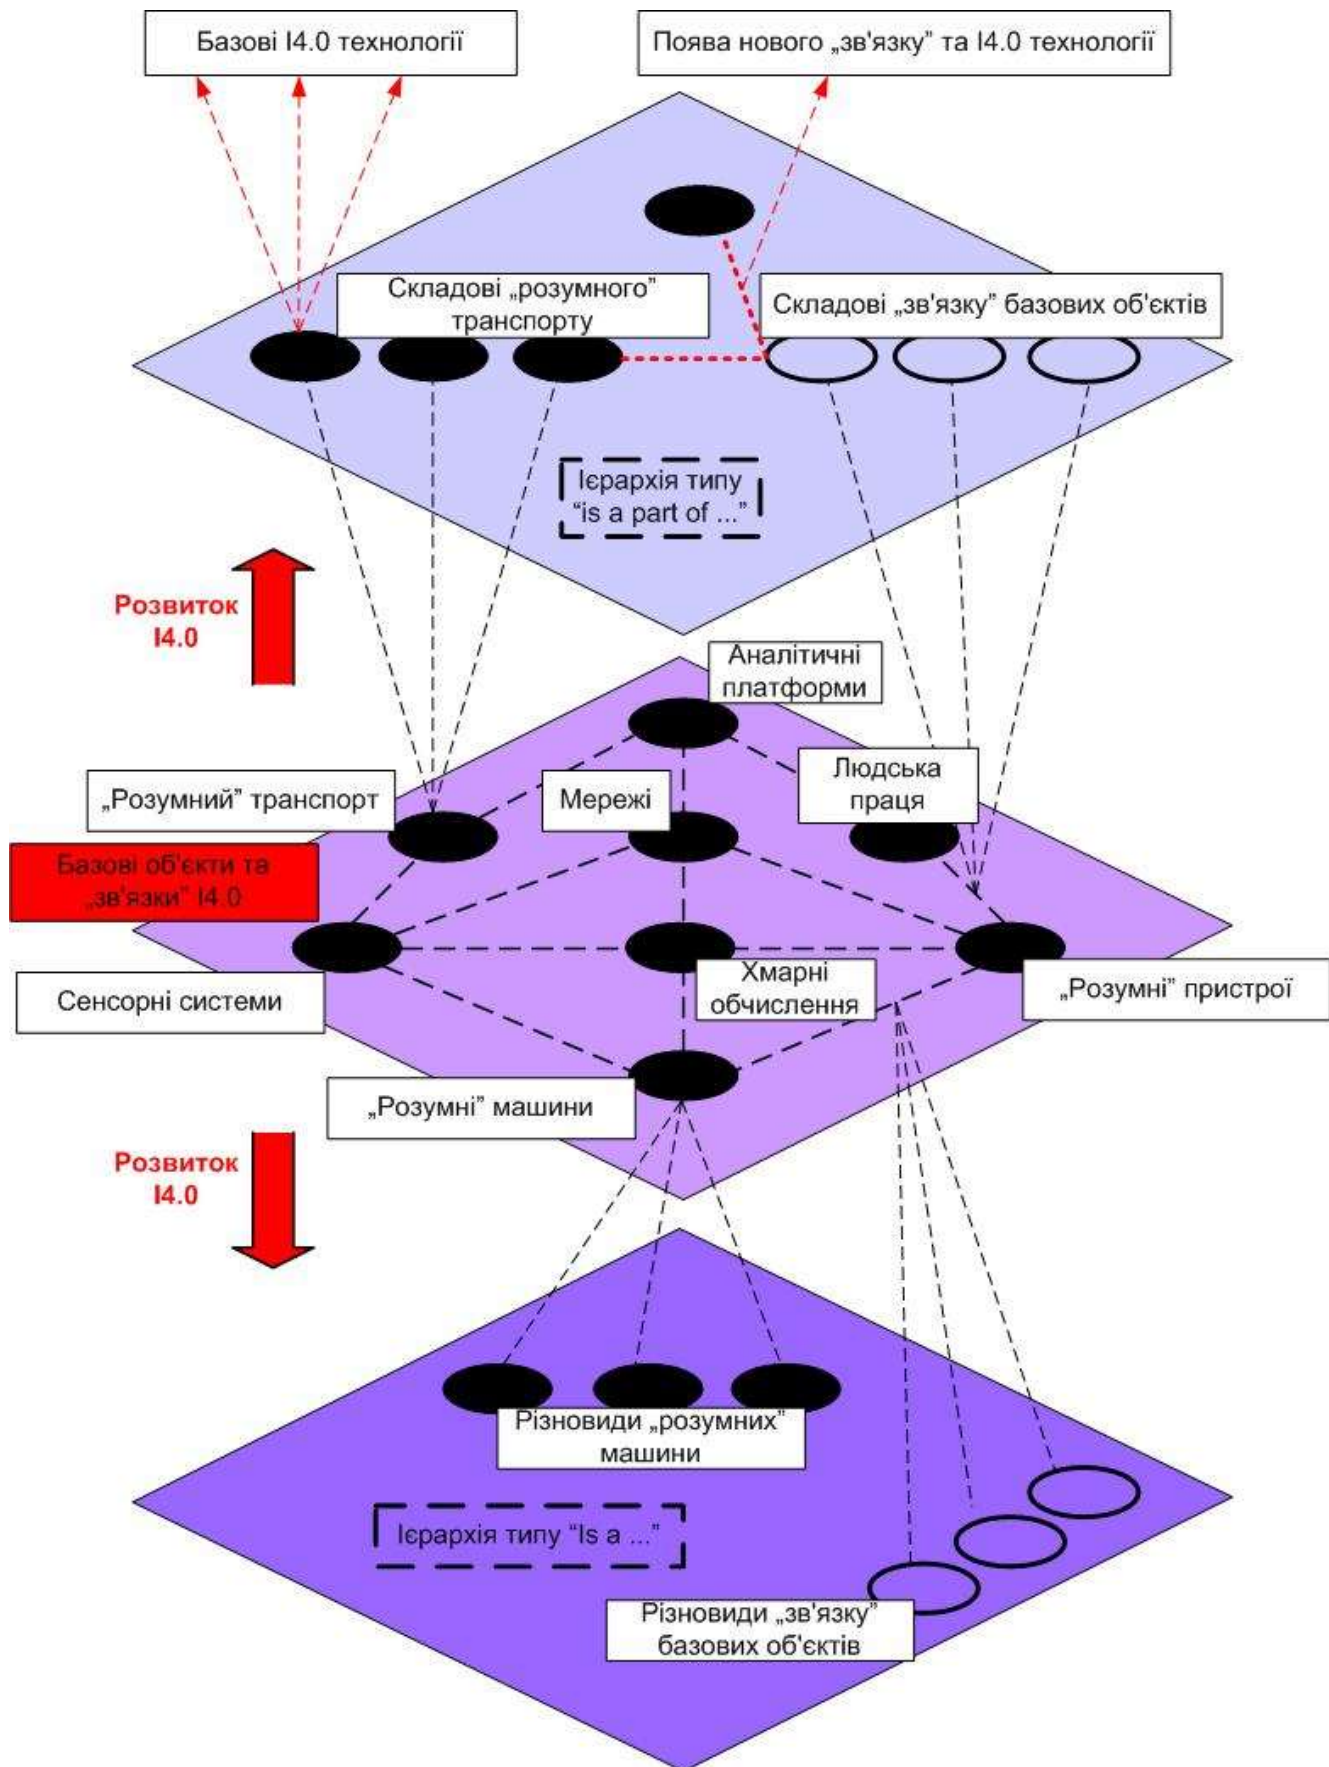 Базові I4.0 технології
Поява нового „зв'язку” та I4.0 технології
Складові „розумного”
транспорту
Складові „зв'язку” базових об'єктів
Ієрархія типу
“is a part of ...”
Розвиток
I4.0
Аналітичні
платформи
„Розумний” транспорт
Мережі
Людська
праця
Базові об'єкти та
„зв'язки” I4.0
Сенсорні системи
Хмарні
обчислення
„Розумні” пристрої
„Розумні” машини
Розвиток
I4.0
Різновиди „розумних”
машини
Ієрархія типу “Is a ...”
Різновиди „зв'язку”
базових об'єктів